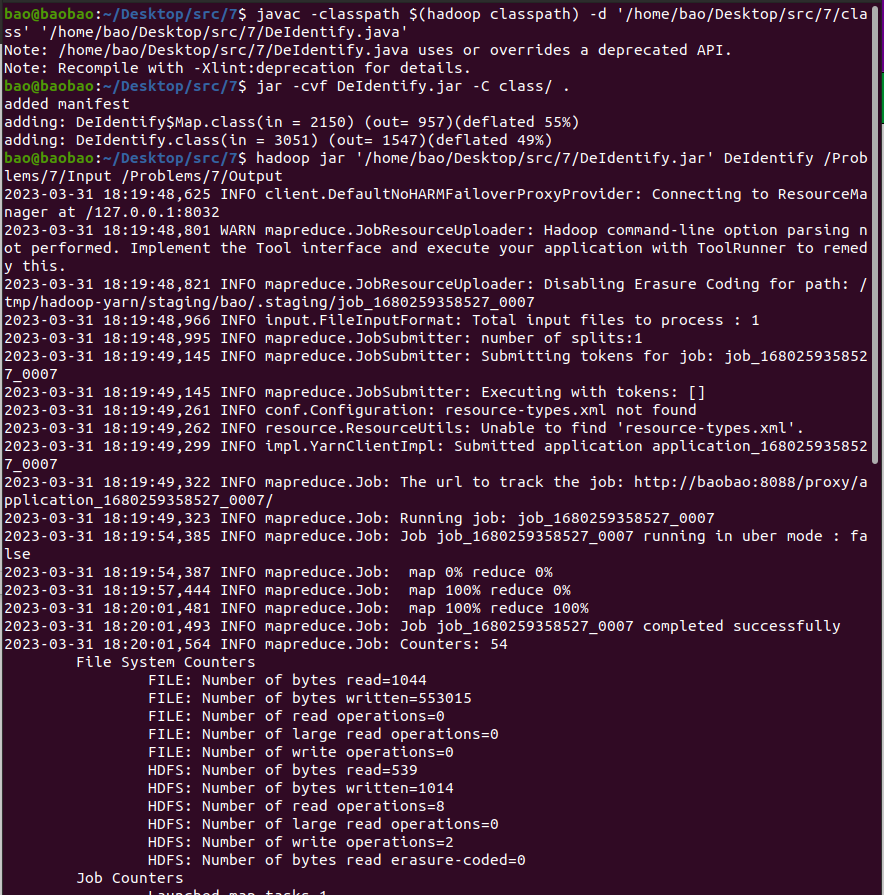 bao@baobao:~/Desktop/src/7$ javac -classpath $(hadoop classpath) -d '/home/bao/Desktop/src/7/cla
ss' '/home/bao/Desktop/src/7/DeIdentify.java'
Note: /home/bao/Desktop/src/7/DeIdentify.java uses or overrides a deprecated API.
Note: Recompile with -Xlint:deprecation for details.
bao@baobao:~/Desktop/src/7$ jar -cvf DeIdentify.jar -C class/ .
added manifest
adding: DeIdentify$Map.class(in = 2150) (out= 957)(deflated 55%)
adding: DeIdentify.class(in = 3051) (out= 1547)(deflated 49%)
bao@baobao:~/Desktop/src/7$ hadoop jar '/home/bao/Desktop/src/7/DeIdentify.jar' DeIdentify /Prob
lems/7/Input /Problems/7/Output
2023-03-31 18:19:48,625 INFO client.DefaultNoHARMFailoverProxyProvider: Connecting to ResourceMa
nager at /127.0.0.1:8032
2023-03-31 18:19:48,801 WARN mapreduce.JobResourceUploader: Hadoop command-line option parsing n
ot performed. Implement the Tool interface and execute your application with ToolRunner to remed
y this.
2023-03-31 18:19:48,821 INFO mapreduce.JobResourceUploader: Disabling Erasure Coding for path: /
tmp/hadoop-yarn/staging/bao/.staging/job_1680259358527_0007
2023-03-31 18:19:48,966 INFO input.FileInputFormat: Total input files to process : 1
2023-03-31 18:19:48,995 INFO mapreduce.JobSubmitter: number of splits:1
2023-03-31 18:19:49,145 INFO mapreduce.JobSubmitter: Submitting tokens for job: job_168025935852
7_0007
2023-03-31 18:19:49,145 INFO mapreduce.JobSubmitter: Executing with tokens: []
2023-03-31 18:19:49,261 INFO conf.Configuration: resource-types.xml not found
2023-03-31 18:19:49,262 INFO resource.ResourceUtils: Unable to find 'resource-types.xml'.
2023-03-31 18:19:49,299 INFO impl.YarnClientImpl: Submitted application application_168025935852
7_0007
2023-03-31 18:19:49,322 INFO mapreduce.Job: The url to track the job: http://baobao:8088/proxy/a
pplication_1680259358527_0007/
2023-03-31 18:19:49,323 INFO mapreduce.Job: Running job: job_1680259358527_0007
2023-03-31 18:19:54,385 INFO mapreduce.Job: Job job_1680259358527_0007 running in uber mode : fa
lse
2023-03-31 18:19:54,387 INFO mapreduce.Job:  map 0% reduce 0%
2023-03-31 18:19:57,444 INFO mapreduce.Job:  map 100% reduce 0%
2023-03-31 18:20:01,481 INFO mapreduce.Job:  map 100% reduce 100%
2023-03-31 18:20:01,493 INFO mapreduce.Job: Job job_1680259358527_0007 completed successfully
2023-03-31 18:20:01,564 INFO mapreduce.Job: Counters: 54
File System Counters
FILE: Number of bytes read=1044
FILE: Number of bytes written=553015
FILE: Number of read operations=0
FILE: Number of large read operations=0
FILE: Number of write operations=0
HDFS: Number of bytes read=539
HDFS: Number of bytes written=1014
HDFS: Number of read operations=8
HDFS: Number of large read operations=0
HDFS: Number of write operations=2
HDFS: Number of bytes read erasure-coded=0
Job Counters
Launched map tasks=1